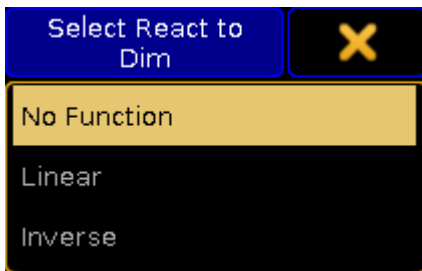 Select React to
Dim
No Function
Linear
Inverse